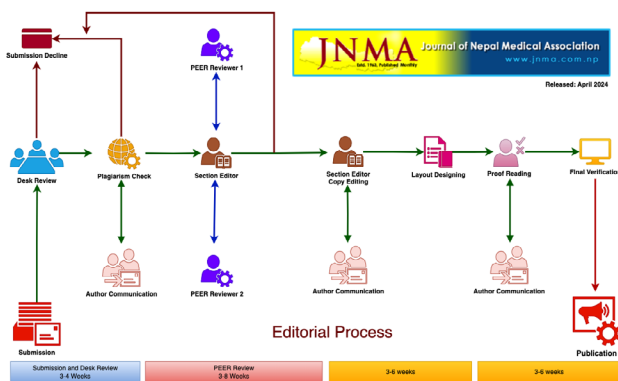 JNMA
Journal of Nepal Medical Association
Estd. 1963, Published Monthly
www.jnma.com.np
Released: April 2024
Submission Decline
PEER Reviewer 1
Desk Review
Plagiarism Check
Section Editor
Section Editor
Copy Editing
Layout Designing
Proof Reading
Final Verification
Author Communication
PEER Reviewer 2
Author Communication
Author Communication
Submission
Editorial Process
Publication
Submission and Desk Review
3-4 Weeks
PEER Review
3-8 Weeks
3-6 weeks
3-6 weeks